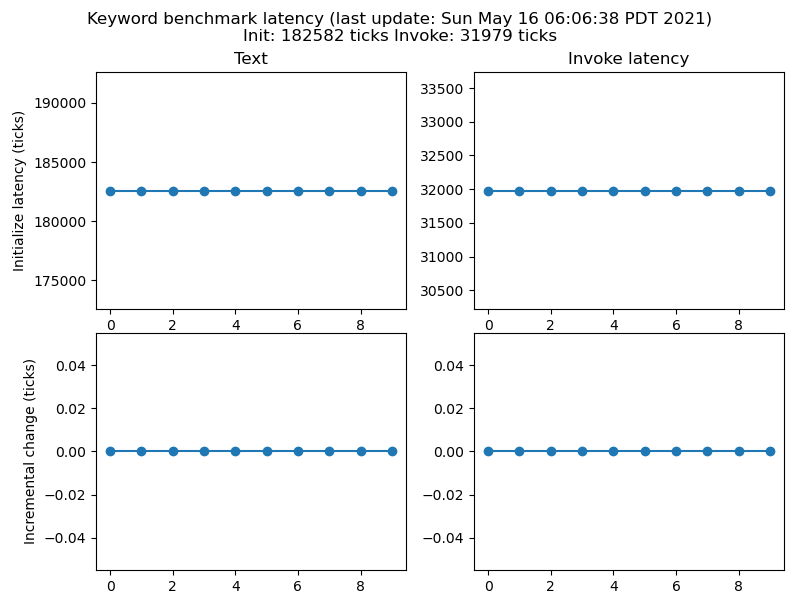 Keyword benchmark latency (last update: Sun May 16 06:06:38 PDT 2021)
Init: 182582 ticks Invoke: 31979 ticks
Text
Initialize latency (ticks)
190000
185000
180000
175000
0 2 4 6 8
Invoke latency
33500
33000
32500
32000
31500
31000
30500
0 2 4 6 8
Incremental change (ticks)
0.04
0.02
0.00
−0.02
−0.04
0 2 4 6 8
0.04
0.02
0.00
−0.02
−0.04
0 2 4 6 8